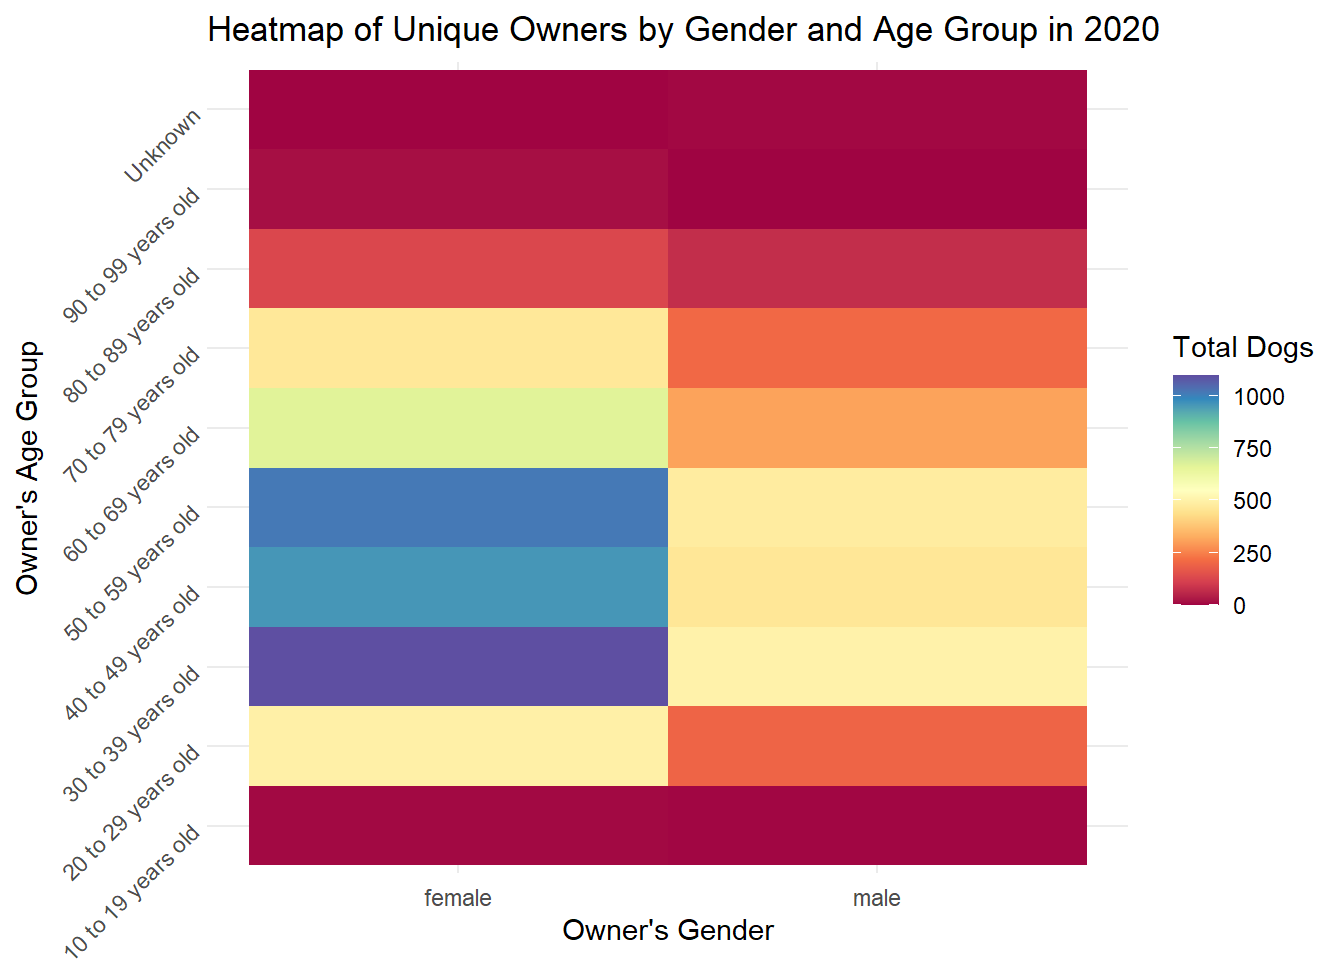 Heatmap of Unique Owners by Gender and Age Group in 2020
Owner's Age Group
Unknown
90 to 99 years old
80 to 89 years old
70 to 79 years old
60 to 69 years old
50 to 59 years old
40 to 49 years old
30 to 39 years old
20 to 29 years old
10 to 19 years old
female
male
Owner's Gender
Total Dogs
1000
750
500
250
0